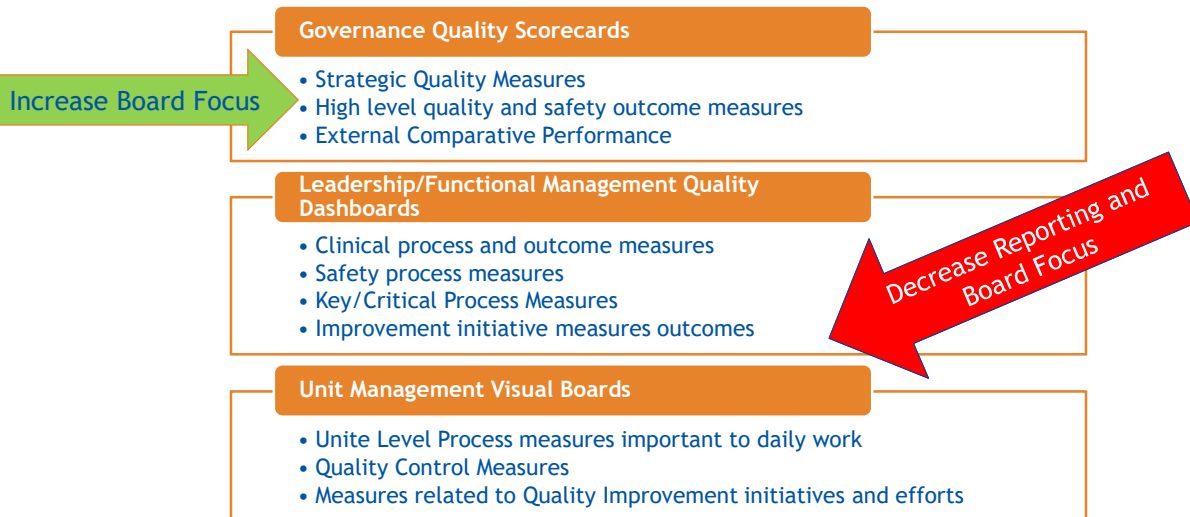 Governance Quality Scorecards
Increase Board Focus
• Strategic Quality Measures
• High level quality and safety outcome measures
• External Comparative Performance
Leadership/Functional Management Quality
Dashboards
• Clinical process and outcome measures
• Safety process measures
• Key/Critical Process Measures
• Improvement initiative measures outcomes
Decrease Reporting and
Board Focus
Unit Management Visual Boards
• Unite Level Process measures important to daily work
• Quality Control Measures
• Measures related to Quality Improvement initiatives and efforts